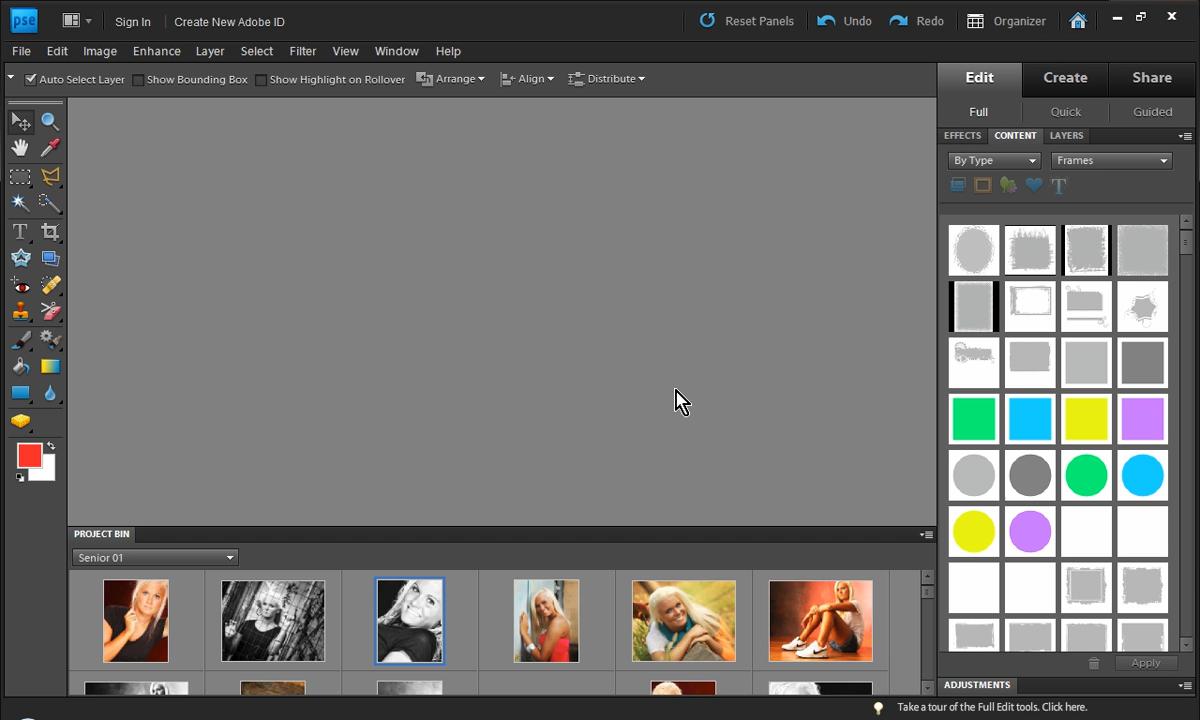 pse Sign In Create New Adobe ID Reset Panels Undo Redo Organizer
File Edit Image Enhance Layer Select Filter View Window Help
Auto Select Layer Show Bounding Box Show Highlight on Rollover Arrange Align Distribute
Edit Create Share
Full Quick Guided
EFFECTS CONTENT LAYERS
By Type Frames
T
T
PROJECT BIN
Senior 01
Apply
ADJUSTMENTS
Take a tour of the Full Edit tools. Click here.